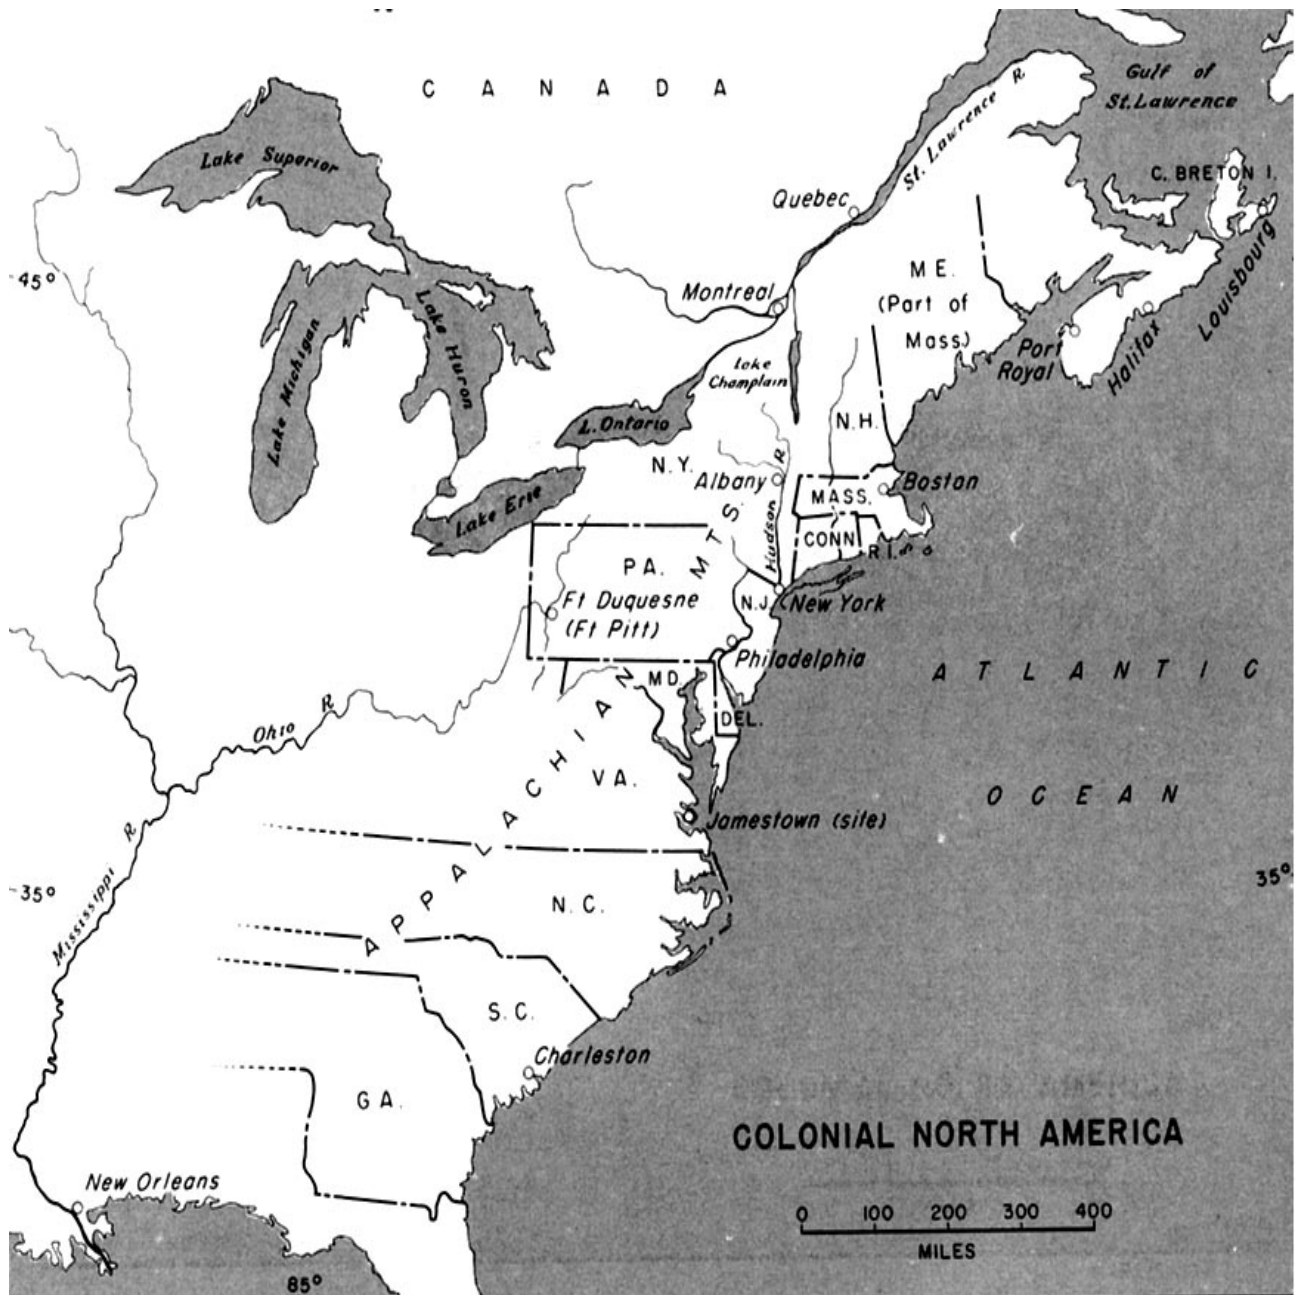 CANADA
Gulf of
St. Lawrence
St. Lawrence R.
Lake Superior
C. BRETON I.
Quebec
45°
M E.
(Part of
Mass.)
Montreal
Louisbourg
Lake Huron
Lake Michigan
Port
Royal
Halifax
Lake
Champlain
L. Ontario
N.H.
N.Y.
Albany
Hudson R
Boston
MASS.
Lake Erie
CONN
R.I.
PA.
Ft Duquesne
(Ft Pitt)
N.J.
New York
Philadelphia
MD.
ATLANTIC
OCEAN
DEL.
Ohio R
APPALACHIAN MTS.
VA.
Jamestown (site)
Mississippi R
35°
35°
N.C.
S.C.
Charleston
GA.
COLONIAL NORTH AMERICA
New Orleans
0 100 200 300 400
MILES
85°